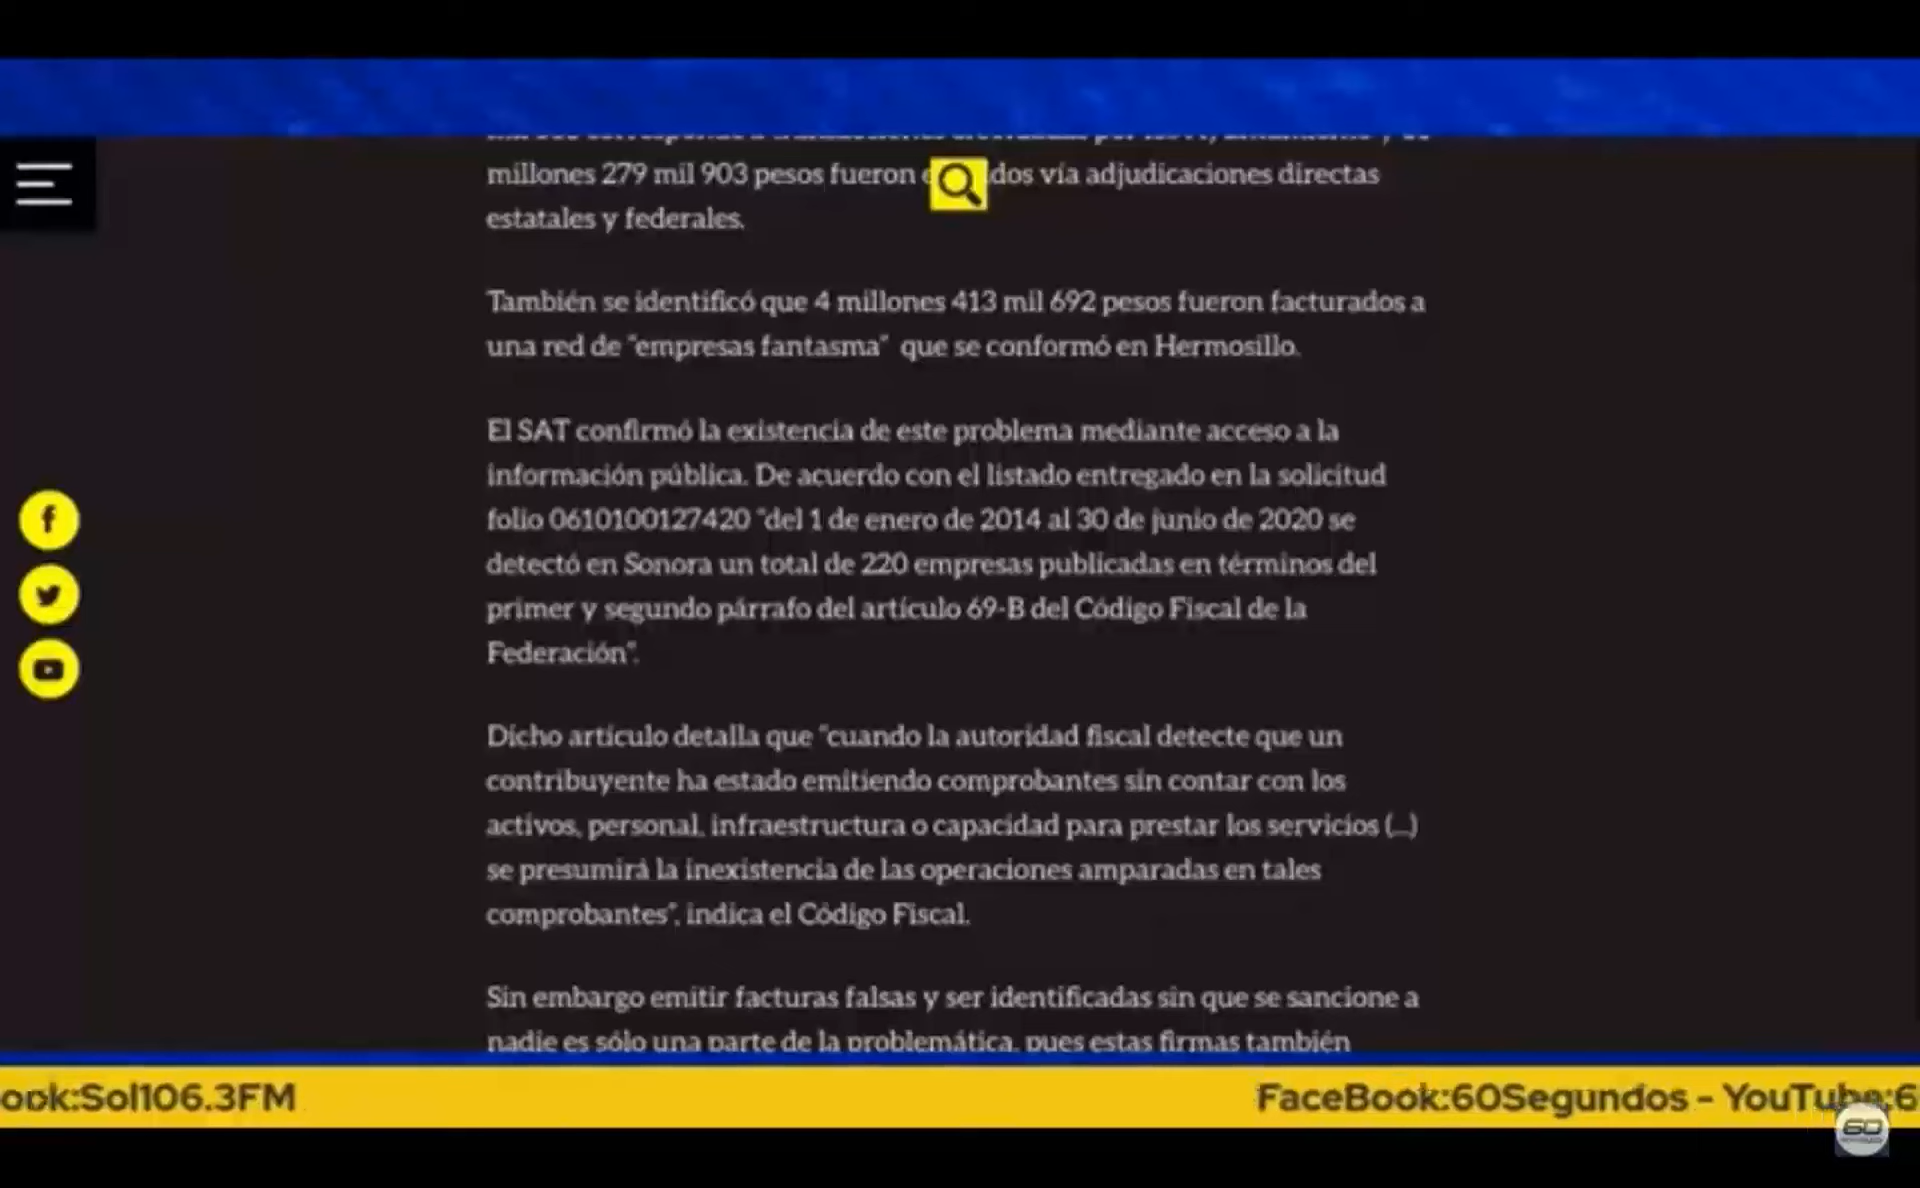 millones 279 mil 903 pesos fueron dos vía adjudicaciones directas
estatales y federales.
También se identificó que 4 millones 413 mil 692 pesos fueron facturados a
una red de "empresas fantasma" que se conformó en Hermosillo.
El SAT confirmó la existencia de este problema mediante acceso a la
información pública. De acuerdo con el listado entregado en la solicitud
folio 0610100127420 "del 1 de enero de 2014 al 30 de junio de 2020 se
detectó en Sonora un total de 220 empresas publicadas en términos del
primer y segundo párrafo del artículo 69-B del Código Fiscal de la
Federación".
Dicho artículo detalla que "cuando la autoridad fiscal detecte que un
contribuyente ha estado emitiendo comprobantes sin contar con los
activos, personal, infraestructura o capacidad para prestar los servicios (...)
se presumirá la inexistencia de las operaciones amparadas en tales
comprobantes", indica el Código Fiscal.
Sin embargo emitir facturas falsas y ser identificadas sin que se sancione a
nadie es sólo una parte de la problemática, pues estas firmas también
ook:Sol106.3FM
FaceBook:60Segundos - YouTube:6
60